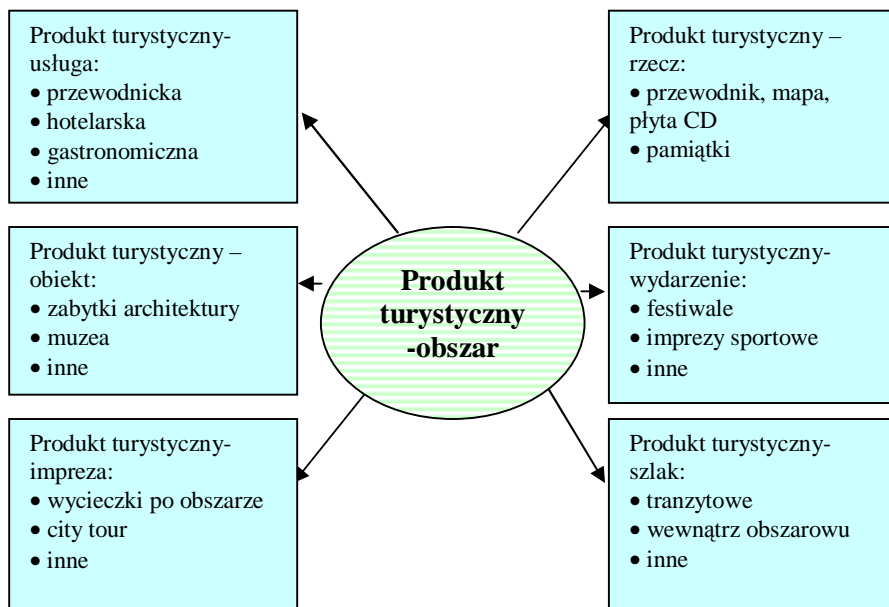 Produkt turystyczny-
usługa:
• przewodnicka
• hotelarska
• gastronomiczna
• inne
Produkt turystyczny –
rzecz:
• przewodnik, mapa,
płyta CD
• pamiątki
Produkt turystyczny –
obiekt:
• zabytki architektury
• muzea
• inne
Produkt
turystyczny
-obszar
Produkt turystyczny-
wydarzenie:
• festiwale
• imprezy sportowe
• inne
Produkt turystyczny-
impreza:
• wycieczki po obszarze
• city tour
• inne
Produkt turystyczny-
szlak:
• tranzytowe
• wewnątrz obszarowu
• inne